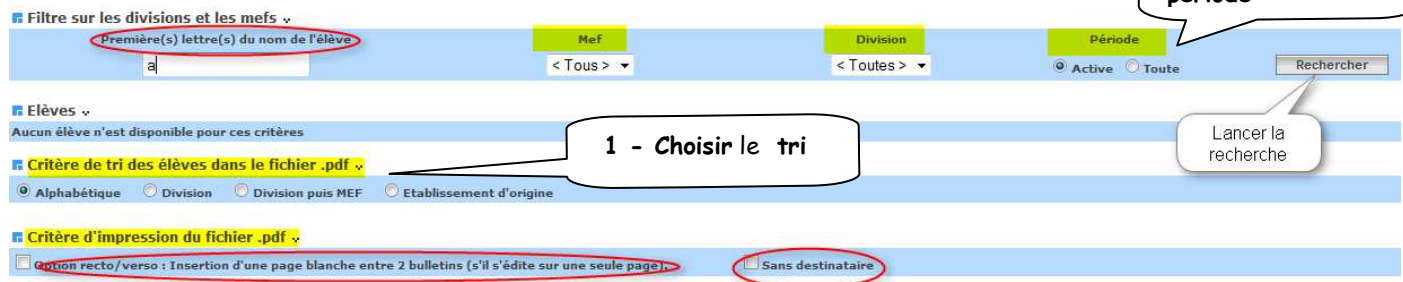 période
Filtre sur les divisions et les mefs
Première(s) lettre(s) du nom de l'élève Mef Division Période
a < Tous > < Toutes > Active Toute Rechercher
Elèves
Aucun élève n'est disponible pour ces critères
Lancer la
recherche
1 - Choisir le tri
Critère de tri des élèves dans le fichier .pdf
Alphabétique Division Division puis MEF Etablissement d'origine
Critère d'impression du fichier .pdf
Option recto/verso : Insertion d'une page blanche entre 2 bulletins (s'il s'édite sur une seule page). Sans destinataire